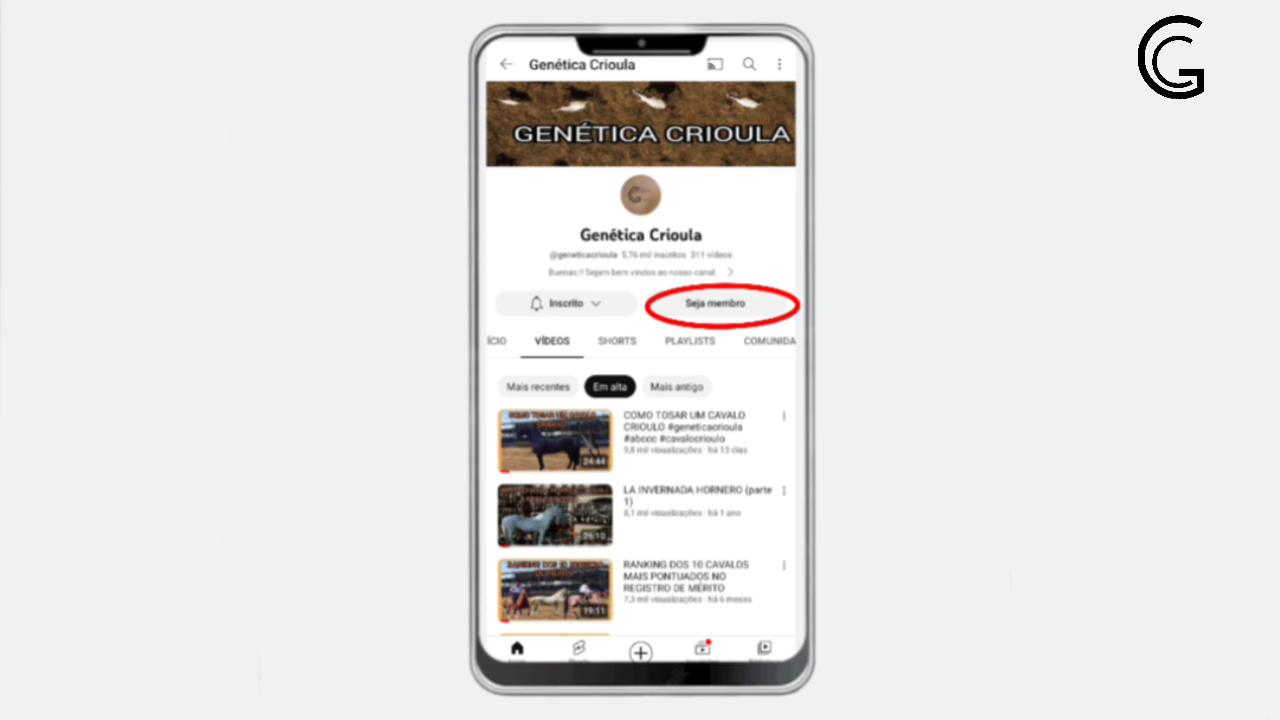 Genética Crioula
GENÉTICA CRIOULA
Genética Crioula
@geneticacrioula 5,76 mil inscritos 311 vídeos
Buenas !! Sejam bem vindos ao nosso canal.
Inscrito
Seja membro
ÍCIO VÍDEOS SHORTS PLAYLISTS COMUNIDA
Mais recentes Em alta Mais antigo
COMO TOSAR UM CAVALO
CRIOULO #geneticacrioula
#abccc #cavalocrioulo
9,8 mil visualizações · há 13 dias
24:44
LA INVERNADA HORNERO (parte
1)
8,1 mil visualizações · há 1 ano
26:10
RANKING DOS 10 CAVALOS
MAIS PONTUADOS NO
REGISTRO DE MÉRITO
7,3 mil visualizações · há 6 meses
19:11